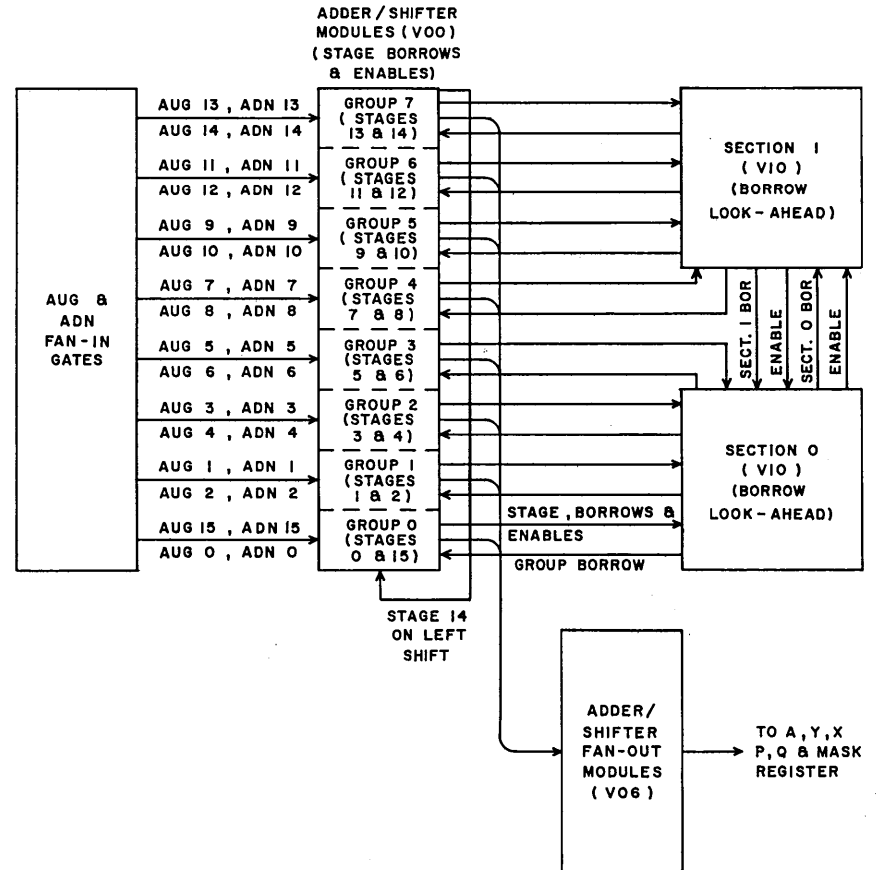 ADDER/SHIFTER
MODULES (V00)
(STAGE BORROWS
& ENABLES)
AUG &
ADN
FAN-IN
GATES
AUG 13, ADN 13
AUG 14, ADN 14
AUG 11, ADN 11
AUG 12, ADN 12
AUG 9, ADN 9
AUG 10, ADN 10
AUG 7, ADN 7
AUG 8, ADN 8
AUG 5, ADN 5
AUG 6, ADN 6
AUG 3, ADN 3
AUG 4, ADN 4
AUG 1, ADN 1
AUG 2, ADN 2
AUG 15, ADN 15
AUG 0, ADN 0
GROUP 7
( STAGES
13 & 14)
GROUP 6
( STAGES
11 & 12)
GROUP 5
( STAGES
9 & 10)
GROUP 4
(STAGES
7 & 8)
GROUP 3
(STAGES
5 & 6)
GROUP 2
(STAGES
3 & 4)
GROUP 1
(STAGES
1 & 2)
GROUP 0
(STAGES
0 & 15)
STAGE 14
ON LEFT
SHIFT
SECTION 1
(V10)
(BORROW
LOOK-AHEAD)
SECT. 1 BOR
ENABLE
SECT. 0 BOR
ENABLE
SECTION 0
(V10)
(BORROW
LOOK-AHEAD)
STAGE, BORROWS &
ENABLES
GROUP BORROW
ADDER/
SHIFTER
FAN-OUT
MODULES
(V06)
TO A,Y,X
P,Q & MASK
REGISTER